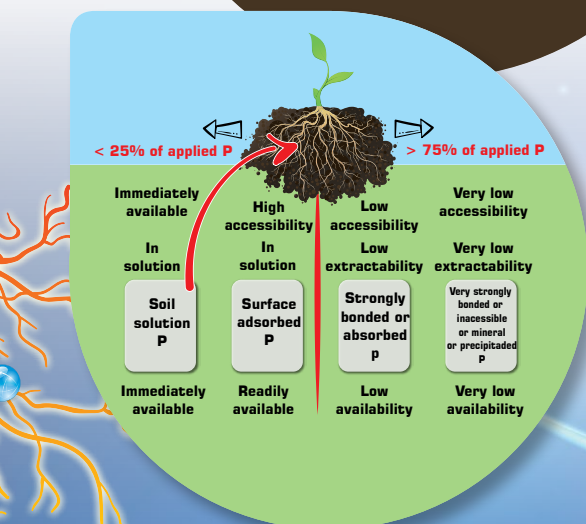 < 25% of applied P
> 75% of applied P
Immediately
available
High
accessibility
Low
accessibility
Very low
accessibility
In
solution
In
solution
Low
extractability
Very low
extractability
Soil
solution
P
Surface
adsorbed
P
Strongly
bonded or
absorbed
p
Very strongly
bonded or
inacessible
or mineral
or precipitaded
P
Immediately
available
Readily
available
Low
availability
Very low
availability